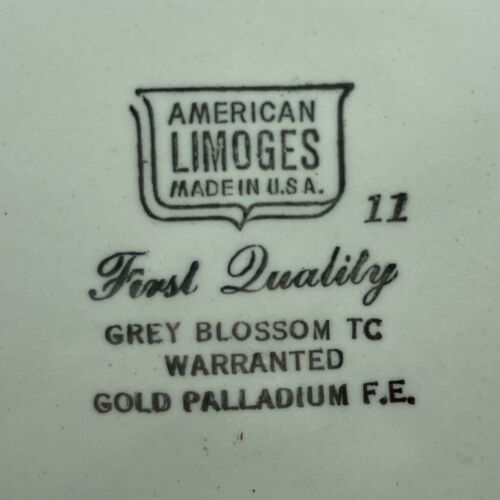 AMERICAN
LIMOGES
MADE IN U.S.A.
11
First Quality
GREY BLOSSOM TC
WARRANTED
GOLD PALLADIUM F.E.